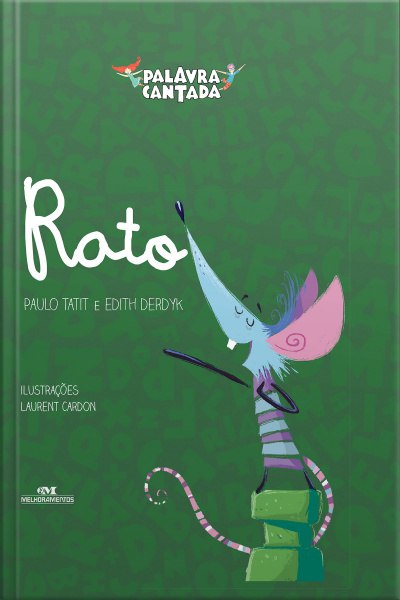 PALAVRA
CANTADA
Rato
PAULO TATIT E EDITH DERDYK
ILUSTRAÇÕES
LAURENT CARDON
MELHORAMENTOS